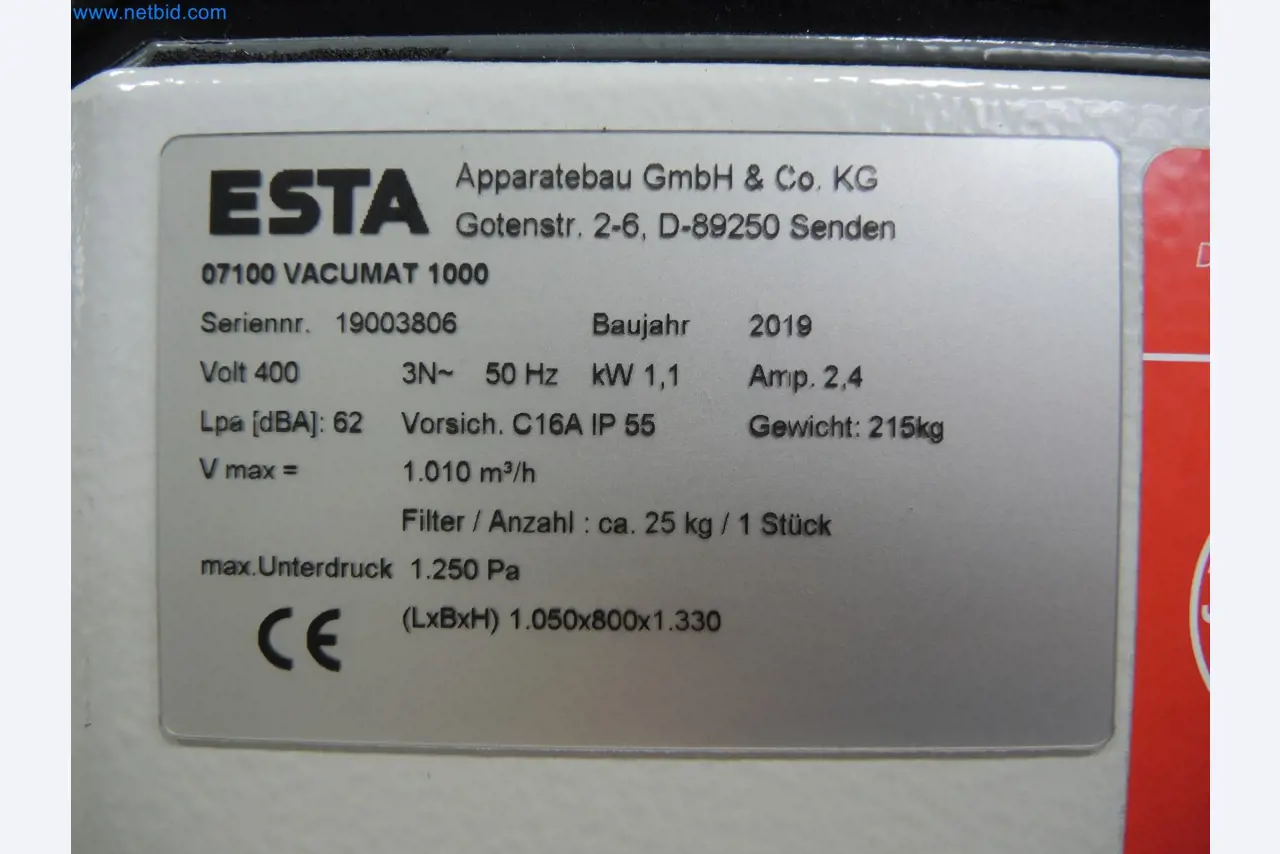 www.netbid.com
ESTA
Apparatebau GmbH & Co. KG
Gotenstr. 2-6, D-89250 Senden
07100 VACUMAT 1000
Seriennr. 19003806 Baujahr 2019
Volt 400 3N~ 50 Hz kW 1,1 Amp. 2,4
Lpa [dBA]: 62 Vorsich. C16A IP 55 Gewicht: 215kg
V max = 1.010 m³/h
Filter / Anzahl : ca. 25 kg / 1 Stück
max.Unterdruck 1.250 Pa
CE (LxBxH) 1.050x800x1.330